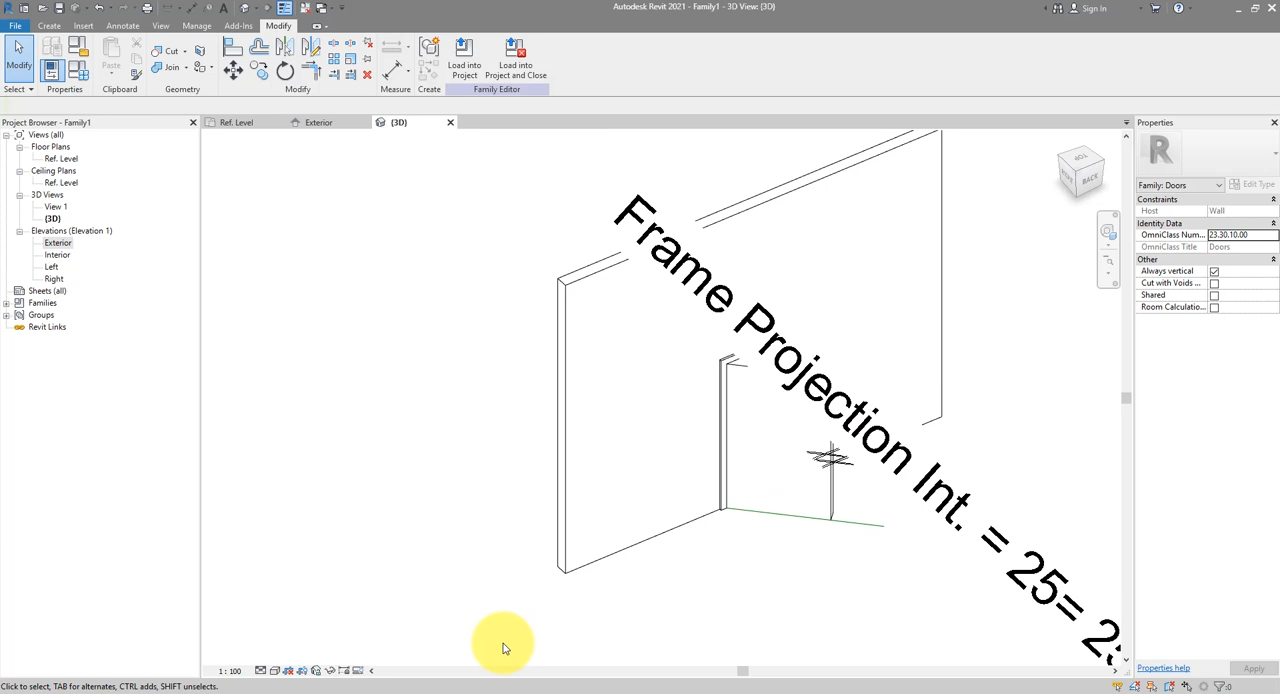 Autodesk Revit 2021 - Family1 - 3D View: {3D}
Sign In
File Create Insert Annotate View Manage Add-Ins Modify
Modify
Paste
Cut
Join
Load into Project
Load into Project and Close
Select Properties Clipboard Geometry Modify Measure Create Family Editor
Project Browser - Family1
Views (all)
Floor Plans
Ref. Level
Ceiling Plans
Ref. Level
3D Views
View 1
{3D}
Elevations (Elevation 1)
Exterior
Interior
Left
Right
Sheets (all)
Families
Groups
Revit Links
Ref. Level
Exterior
{3D}
Frame Projection Int. = 25= 25
TOP
BACK
Properties
R
Family: Doors
Edit Type
Constraints
Host Wall
Identity Data
OmniClass Num... 23.30.10.00
OmniClass Title Doors
Other
Always vertical
Cut with Voids ...
Shared
Room Calculatio...
Properties help
Apply
1 : 100
Click to select, TAB for alternates, CTRL adds, SHIFT unselects.
:0